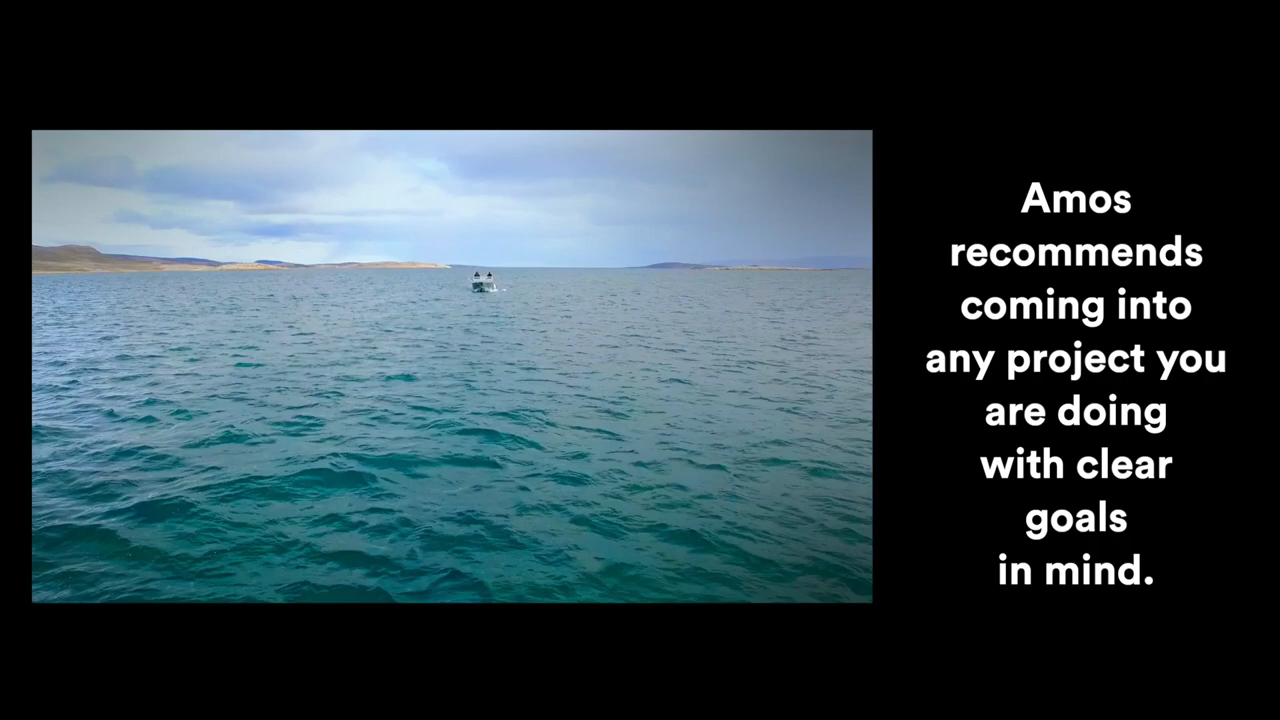 Amos
recommends
coming into
any project you
are doing
with clear
goals
in mind.